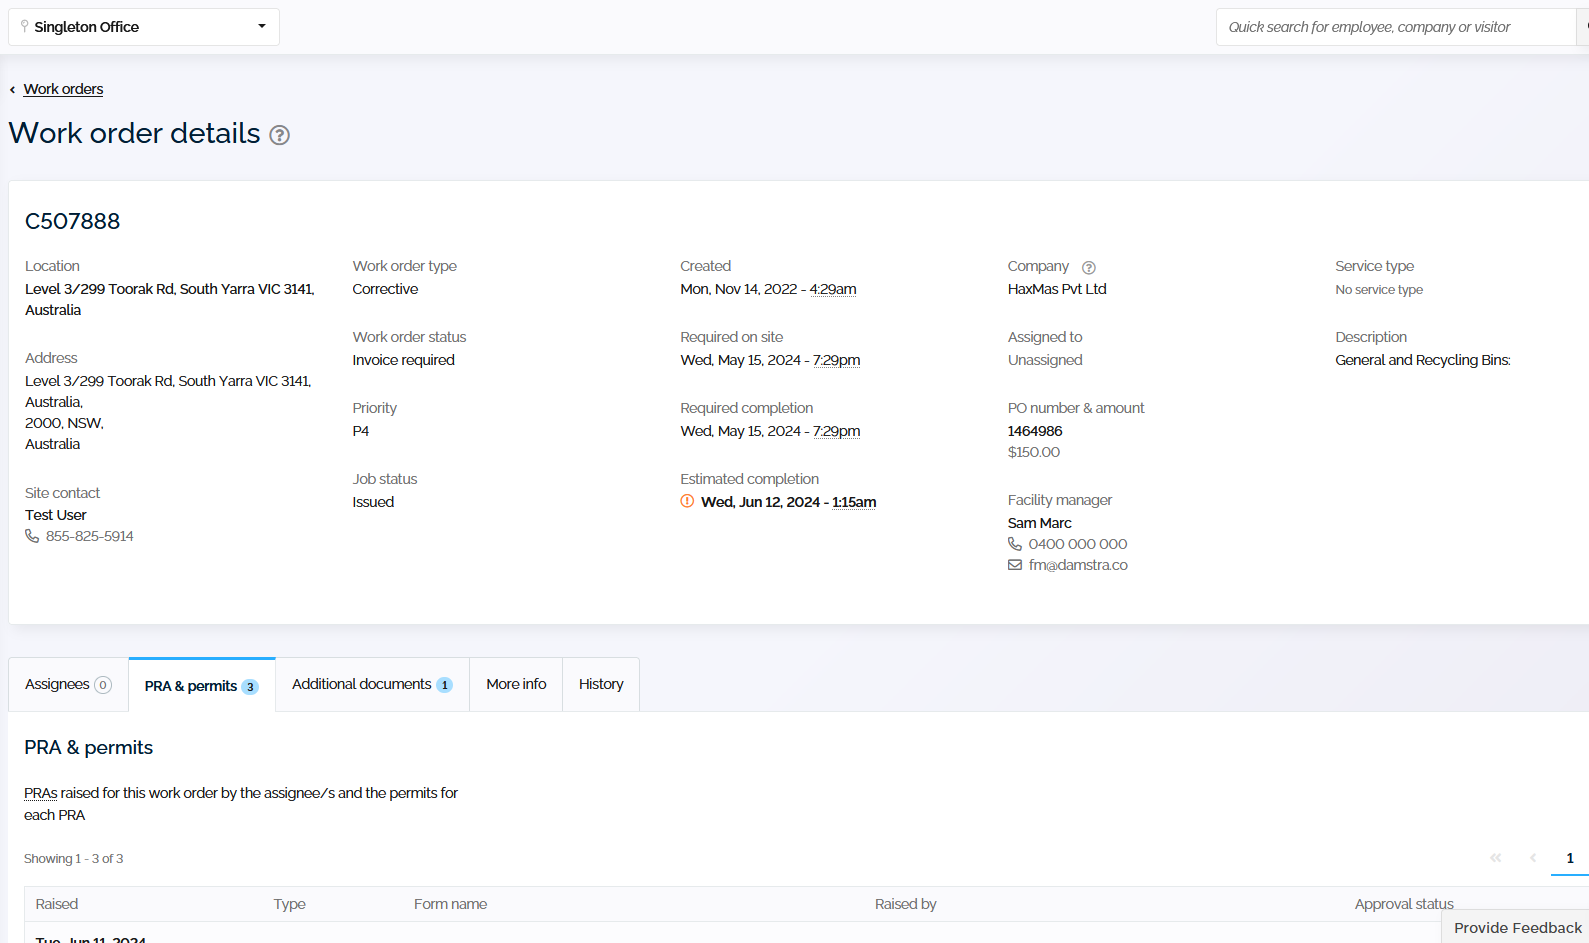 Singleton Office
Quick search for employee, company or visitor
Work orders
Work order details
C507888
Location
Level 3/299 Toorak Rd, South Yarra VIC 3141,
Australia
Address
Level 3/299 Toorak Rd, South Yarra VIC 3141,
Australia,
2000, NSW,
Australia
Site contact
Test User
855-825-5914
Work order type
Corrective
Work order status
Invoice required
Priority
P4
Job status
Issued
Created
Mon, Nov 14, 2022 - 4:29am
Required on site
Wed, May 15, 2024 - 7:29pm
Required completion
Wed, May 15, 2024 - 7:29pm
Estimated completion
Wed, Jun 12, 2024 - 1:15am
Company
HaxMas Pvt Ltd
Assigned to
Unassigned
PO number & amount
1464986
$150.00
Facility manager
Sam Marc
0400 000 000
fm@damstra.co
Service type
No service type
Description
General and Recycling Bins:
Assignees 0
PRA & permits 3
Additional documents 1
More info
History
PRA & permits
PRAs raised for this work order by the assignee/s and the permits for
each PRA
Showing 1 - 3 of 3
« ‹ 1
Raised Type Form name Raised by Approval status
Tue, Jun 11, 2024
Provide Feedback